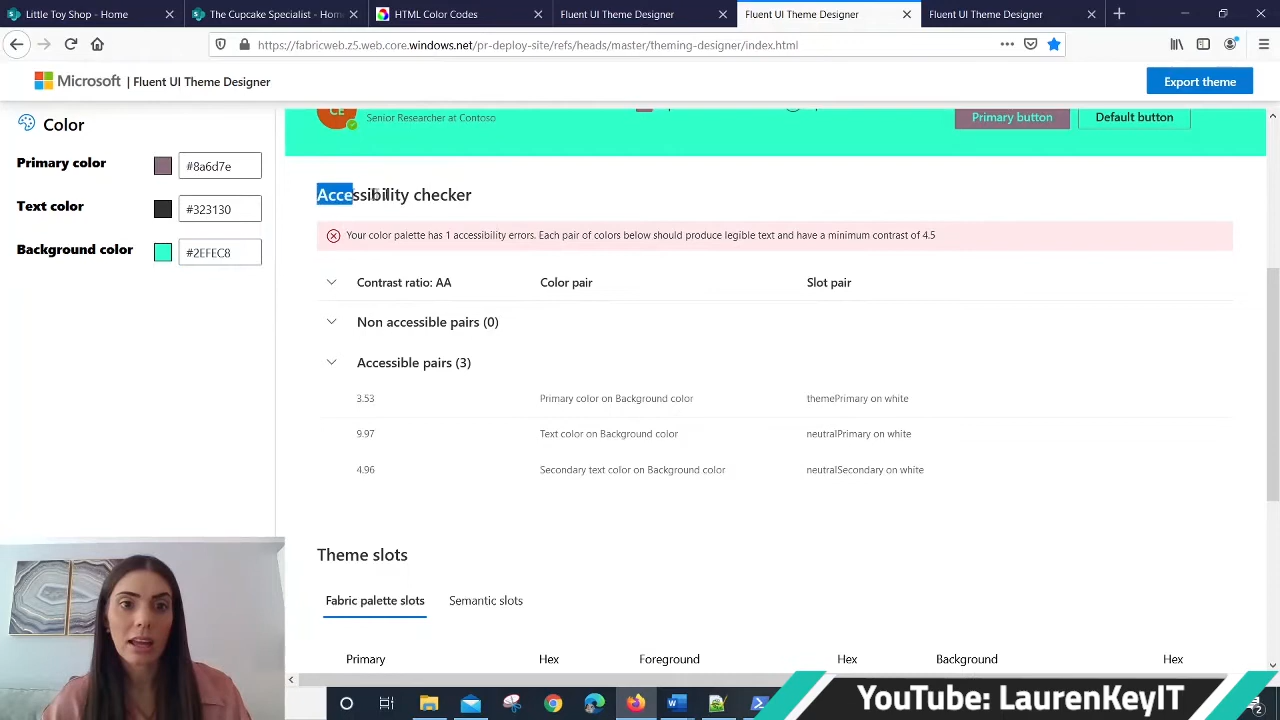 Little Toy Shop - Home
The Cupcake Specialist - Home
HTML Color Codes
Fluent UI Theme Designer
Fluent UI Theme Designer
Fluent UI Theme Designer
https://fabricweb.z5.web.core.windows.net/pr-deploy-site/refs/heads/master/theming-designer/index.html
Microsoft | Fluent UI Theme Designer
Export theme
Color
Primary color
#8a6d7e
Text color
#323130
Background color
#2EFEC8
CE
Senior Researcher at Contoso
Primary button
Default button
Accessibility checker
Your color palette has 1 accessibility errors. Each pair of colors below should produce legible text and have a minimum contrast of 4.5
Contrast ratio: AA
Color pair
Slot pair
Non accessible pairs (0)
Accessible pairs (3)
3.53
Primary color on Background color
themePrimary on white
9.97
Text color on Background color
neutralPrimary on white
4.96
Secondary text color on Background color
neutralSecondary on white
Theme slots
Fabric palette slots
Semantic slots
Primary
Hex
Foreground
Hex
Background
Hex
YouTube: LaurenKeyIT
2